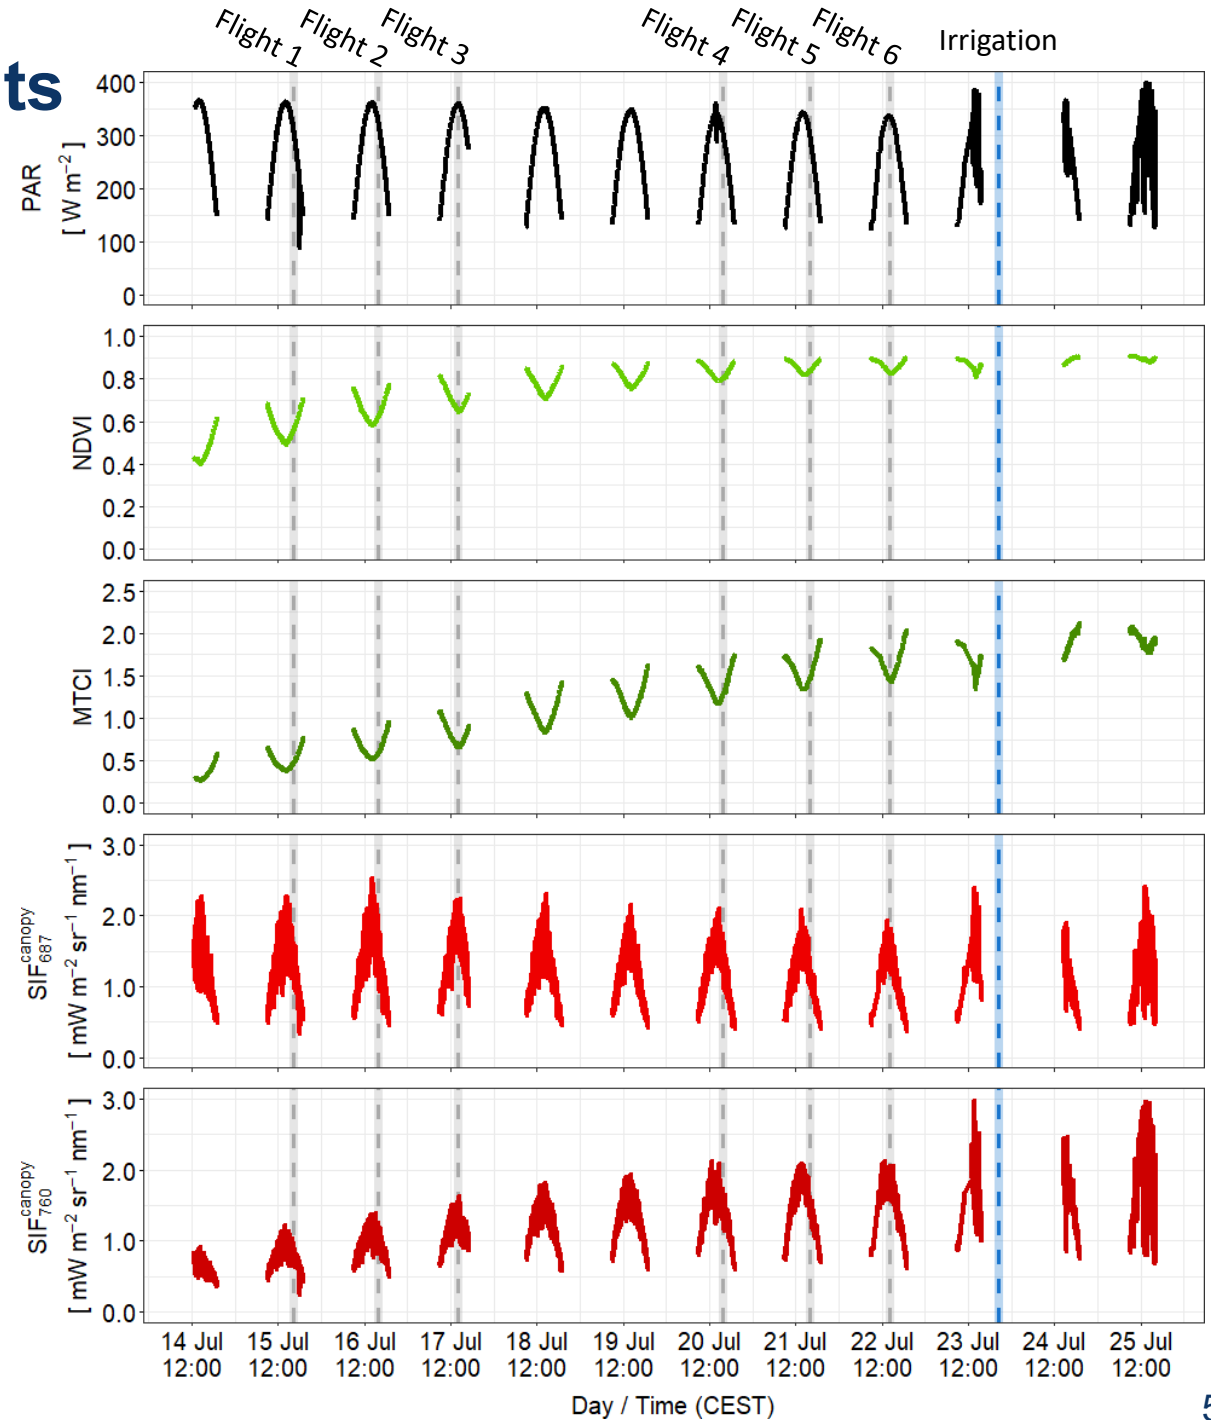 Flight 1
Flight 2
Flight 3
Flight 4
Flight 5
Flight 6
Irrigation
ts
PAR
[ W m−2 ]
400
300
200
100
0
NDVI
1.0
0.8
0.6
0.4
0.2
0.0
MTCI
2.5
2.0
1.5
1.0
0.5
0.0
SIF687canopy
[ mW m−2 sr−1 nm−1 ]
3.0
2.0
1.0
0.0
SIF760canopy
[ mW m−2 sr−1 nm−1 ]
3.0
2.0
1.0
0.0
14 Jul 15 Jul 16 Jul 17 Jul 18 Jul 19 Jul 20 Jul 21 Jul 22 Jul 23 Jul 24 Jul 25 Jul
12:00 12:00 12:00 12:00 12:00 12:00 12:00 12:00 12:00 12:00 12:00 12:00
Day / Time (CEST)
5